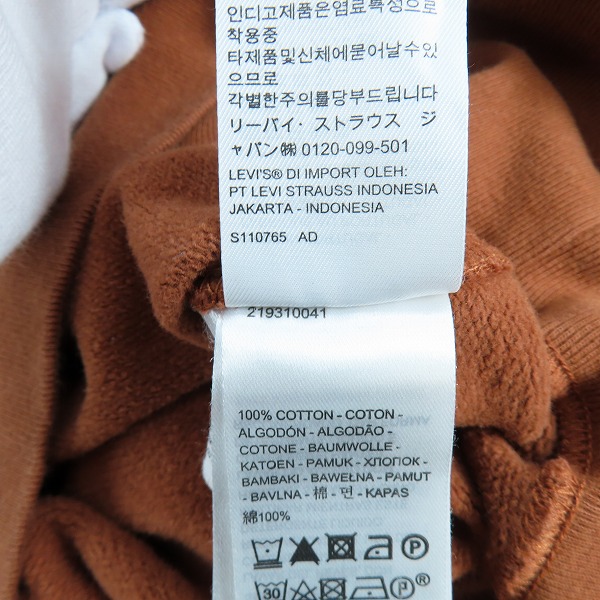 인디고제품은염료특성으로
착용중
타제품및신체에묻어날수있
으므로
각별한주의를당부드립니다
リーバイ・ストラウス ジ
ャパン㈱ 0120-099-501
LEVI'S® DI IMPORT OLEH:
PT LEVI STRAUSS INDONESIA
JAKARTA - INDONESIA
S110765 AD
219310041
100% COTTON - COTON -
ALGODÓN - ALGODÃO -
COTONE - BAUMWOLLE -
KATOEN - PAMUK - ХЛОПОК -
BAMBAKI - BAWEŁNA - PAMUT
- BAVLNA - 棉 - 면 - KAPAS
綿100%
P
30 P ®